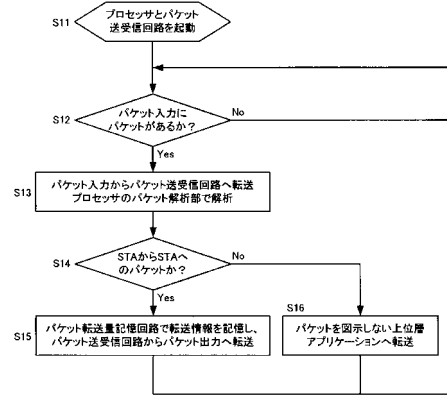 S11
プロセッサとパケット
送受信回路を起動
S12
パケット入力に
パケットがあるか?
No
Yes
S13
パケット入力からパケット送受信回路へ転送
プロセッサのパケット解析部で解析
S14
STAからSTAへ
のパケットか?
No
Yes
S15
パケット転送量記憶回路で転送情報を記憶し、
パケット送受信回路からパケット出力へ転送
S16
パケットを図示しない上位層
アプリケーションへ転送